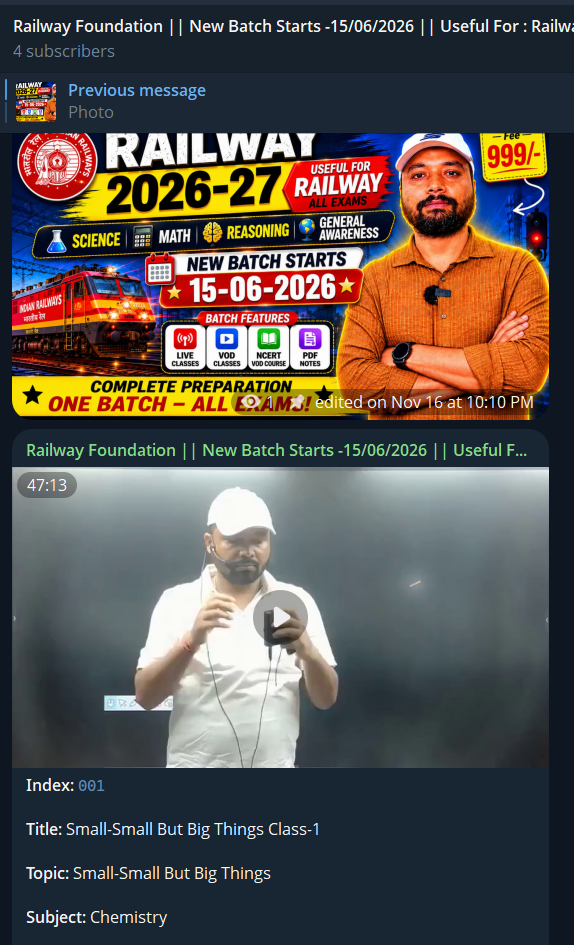 Railway Foundation || New Batch Starts -15/06/2026 || Useful For : Railwa
4 subscribers
Previous message
Photo
भारतीय रेल
INDIAN RAILWAYS
RAILWAY
2026-27
USEFUL FOR
RAILWAY
ALL EXAMS
Fee
999/-
SCIENCE
MATH
REASONING
GENERAL
AWARENESS
NEW BATCH STARTS
15-06-2026
INDIAN RAILWAYS
भारतीय रेल
BATCH FEATURES
LIVE
CLASSES
VOD
CLASSES
NCERT
VOD COURSE
PDF
NOTES
COMPLETE PREPARATION
ONE BATCH – ALL EXAMS!
1 edited on Nov 16 at 10:10 PM
Railway Foundation || New Batch Starts -15/06/2026 || Useful F...
47:13
Index: 001
Title: Small-Small But Big Things Class-1
Topic: Small-Small But Big Things
Subject: Chemistry